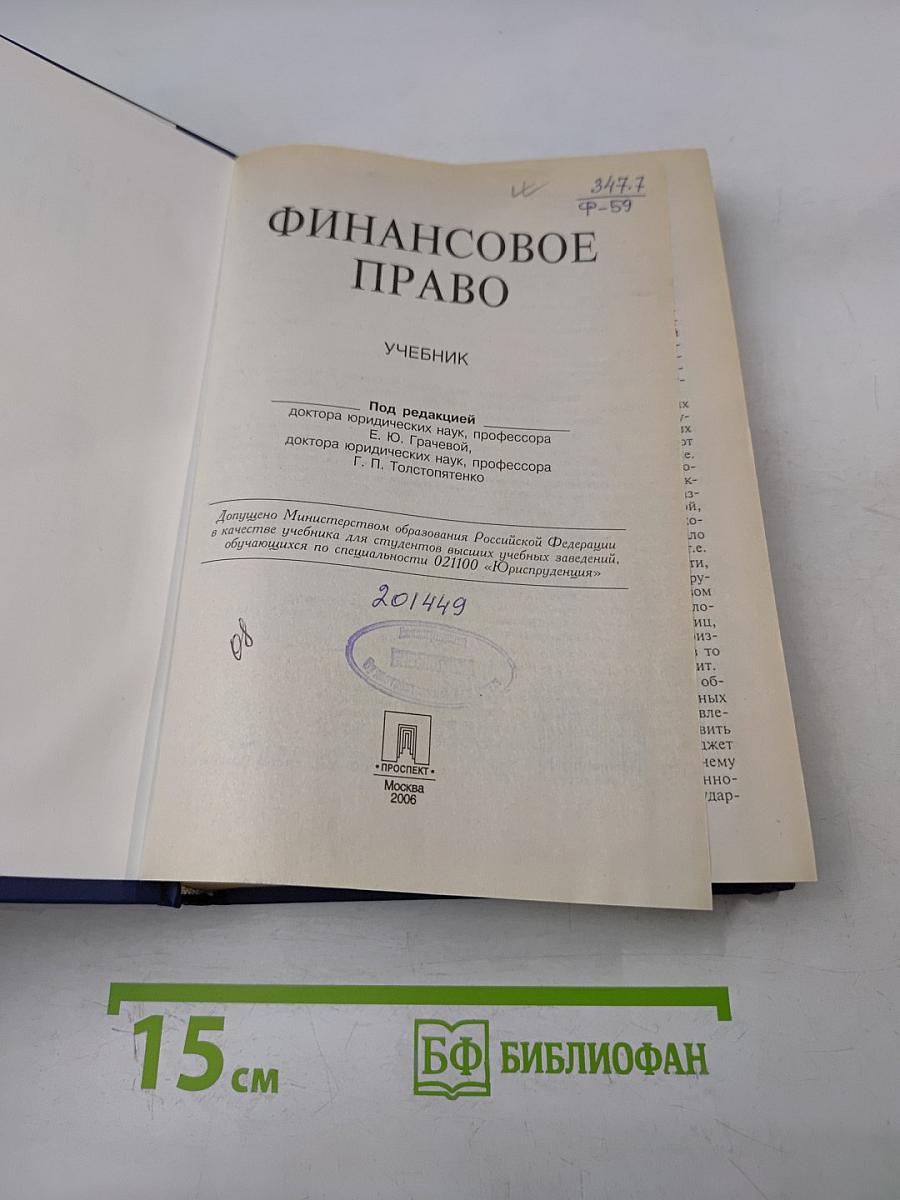 347.7
Ф-59
ФИНАНСОВОЕ
ПРАВО
УЧЕБНИК
Под редакцией
доктора юридических наук, профессора
Е. Ю. Грачевой,
доктора юридических наук, профессора
Г. П. Толстопятенко
Допущено Министерством образования Российской Федерации
в качестве учебника для студентов высших учебных заведений,
обучающихся по специальности 021100 «Юриспруденция»
201449
08
• ПРОСПЕКТ •
Москва
2006
15 см
БФ БИБЛИОФАН